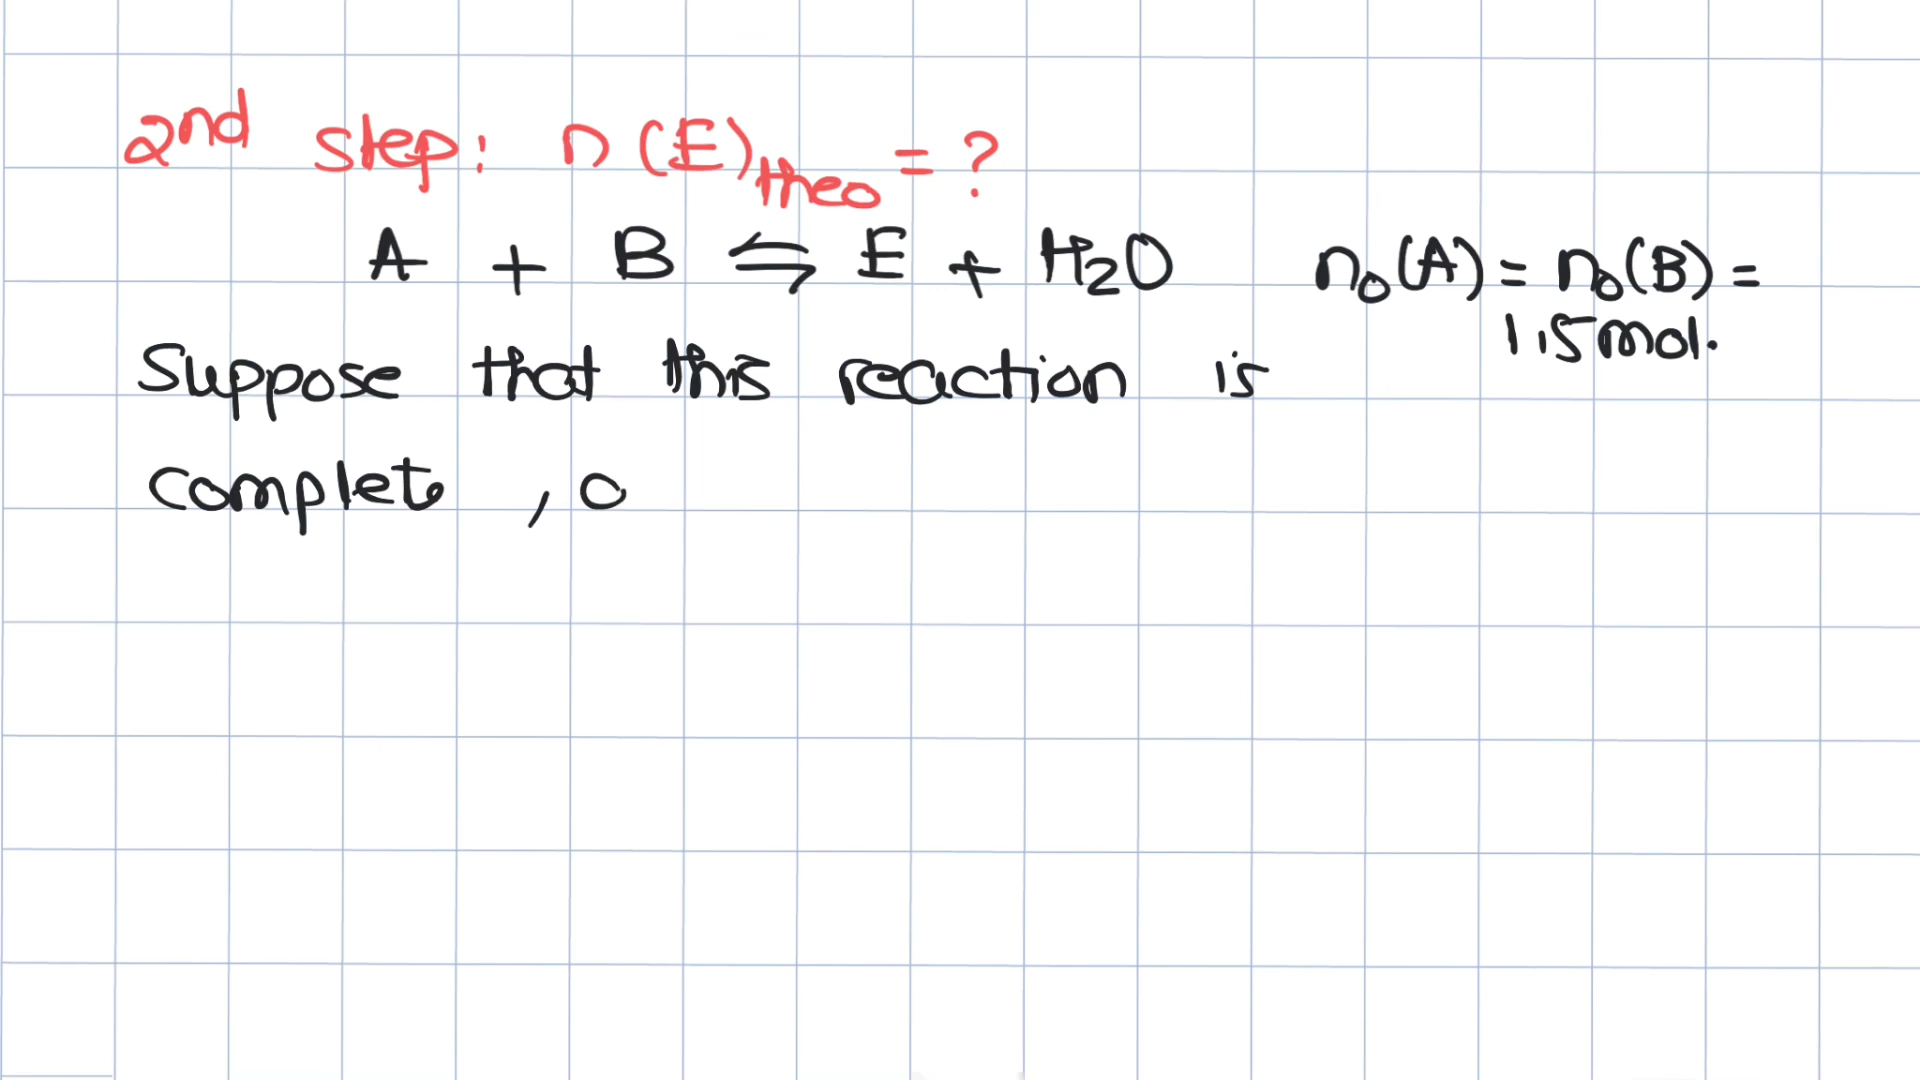 2nd step: n(E)theo = ?
A + B ⇋ E + H2O n0(A) = n0(B) =
1.5mol.
Suppose that this reaction is
complete , o